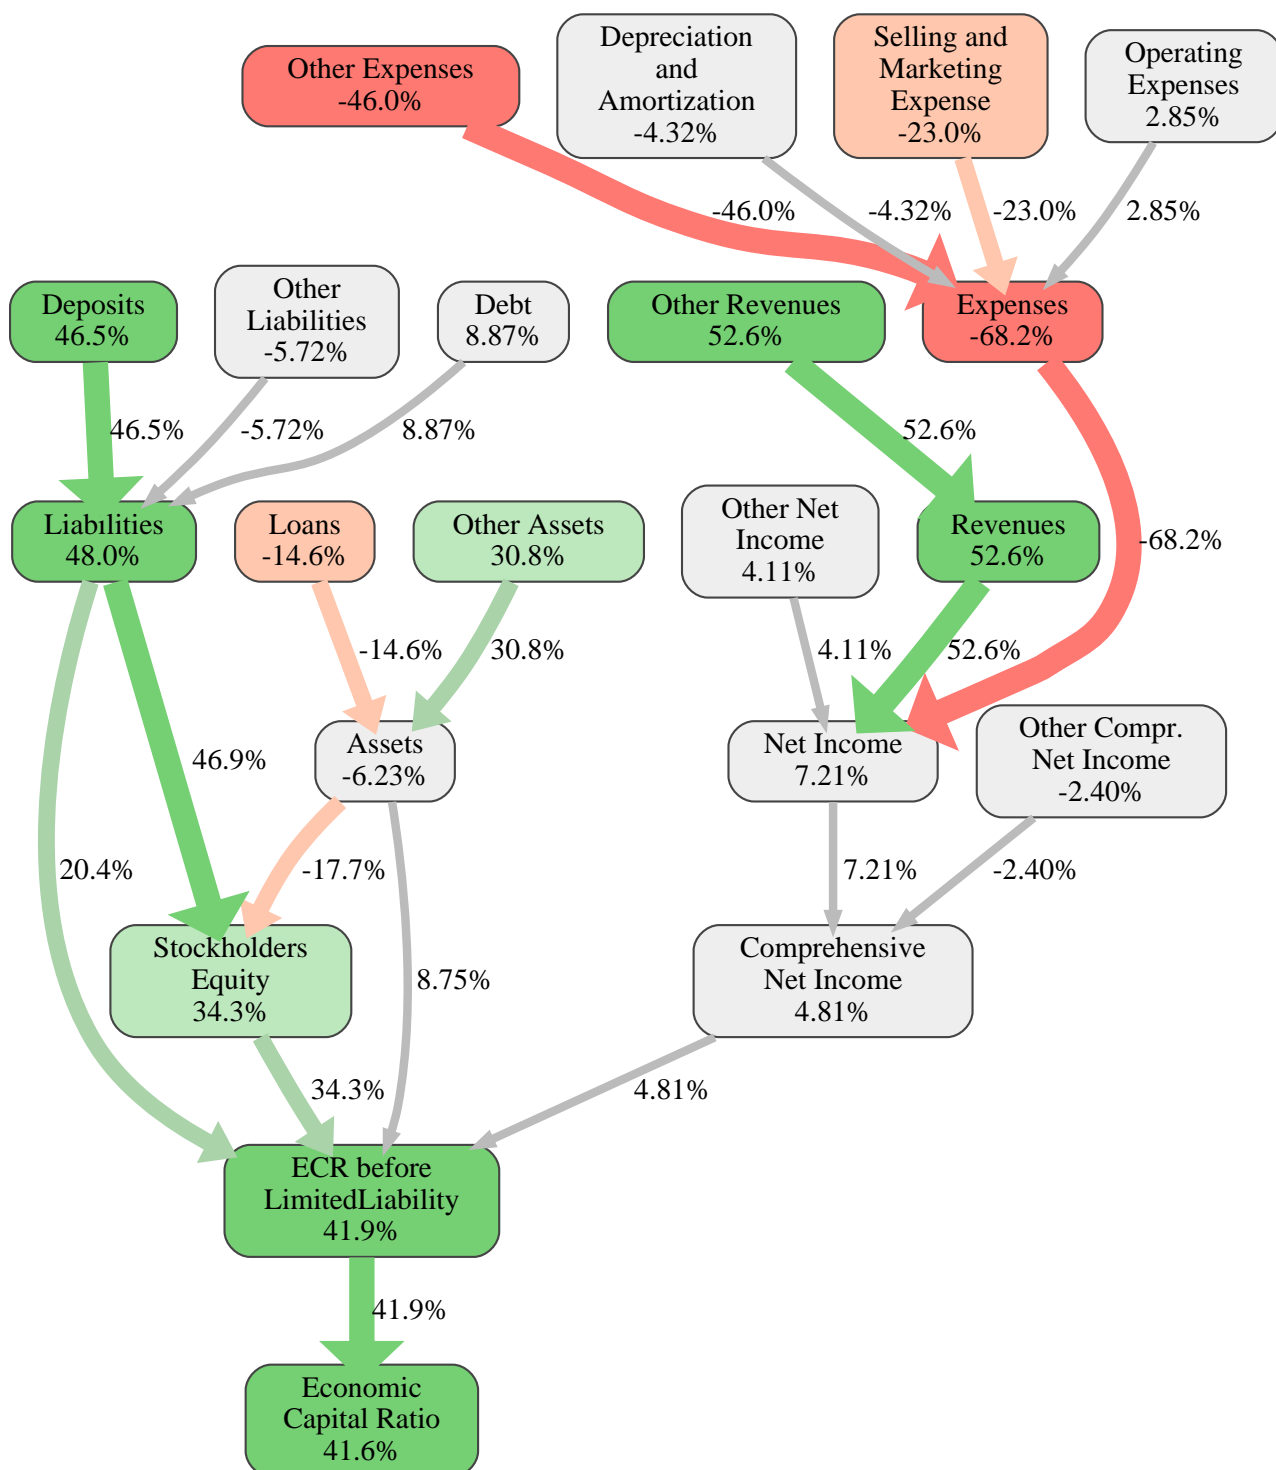 Other Expenses
-46.0%
Depreciation
and
Amortization
-4.32%
Selling and
Marketing
Expense
-23.0%
Operating
Expenses
2.85%
-46.0%
-4.32%
-23.0%
2.85%
Deposits
46.5%
Other
Liabilities
-5.72%
Debt
8.87%
Other Revenues
52.6%
Expenses
-68.2%
46.5%
-5.72%
8.87%
52.6%
-68.2%
Liabilities
48.0%
Loans
-14.6%
Other Assets
30.8%
Other Net
Income
4.11%
Revenues
52.6%
-14.6%
30.8%
4.11%
52.6%
46.9%
Assets
-6.23%
Net Income
7.21%
Other Compr.
Net Income
-2.40%
20.4%
-17.7%
8.75%
7.21%
-2.40%
Stockholders
Equity
34.3%
Comprehensive
Net Income
4.81%
34.3%
4.81%
ECR before
LimitedLiability
41.9%
41.9%
Economic
Capital Ratio
41.6%